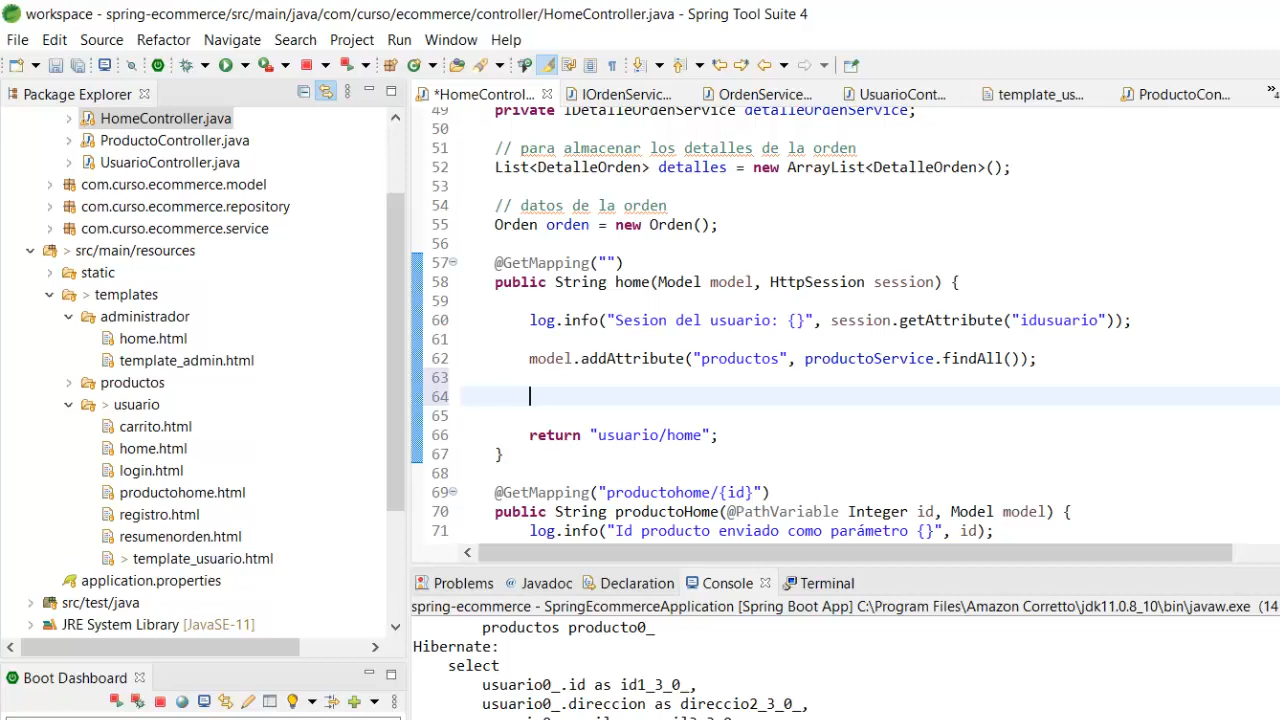 workspace - spring-ecommerce/src/main/java/com/curso/ecommerce/controller/HomeController.java - Spring Tool Suite 4
File Edit Source Refactor Navigate Search Project Run Window Help
Package Explorer
HomeController.java
ProductoController.java
UsuarioController.java
com.curso.ecommerce.model
com.curso.ecommerce.repository
com.curso.ecommerce.service
> src/main/resources
static
> templates
administrador
home.html
template_admin.html
productos
> usuario
carrito.html
home.html
login.html
productohome.html
registro.html
resumenorden.html
> template_usuario.html
application.properties
src/test/java
JRE System Library [JavaSE-11]
Boot Dashboard
*HomeControl... IOrdenServic... OrdenService... UsuarioCont... template_us... ProductoCon... »4
49 private IDetalleOrdenService detalleOrdenService;
50
51 // para almacenar los detalles de la orden
52 List<DetalleOrden> detalles = new ArrayList<DetalleOrden>();
53
54 // datos de la orden
55 Orden orden = new Orden();
56
57 @GetMapping("")
58 public String home(Model model, HttpSession session) {
59
60 log.info("Sesion del usuario: {}", session.getAttribute("idusuario"));
61
62 model.addAttribute("productos", productoService.findAll());
63
64
65
66 return "usuario/home";
67 }
68
69 @GetMapping("productohome/{id}")
70 public String productoHome(@PathVariable Integer id, Model model) {
71 log.info("Id producto enviado como parámetro {}", id);
Problems @ Javadoc Declaration Console Terminal
spring-ecommerce - SpringEcommerceApplication [Spring Boot App] C:\Program Files\Amazon Corretto\jdk11.0.8_10\bin\javaw.exe (14
productos producto0_
Hibernate:
select
usuario0_.id as id1_3_0_,
usuario0_.direccion as direccio2_3_0_,